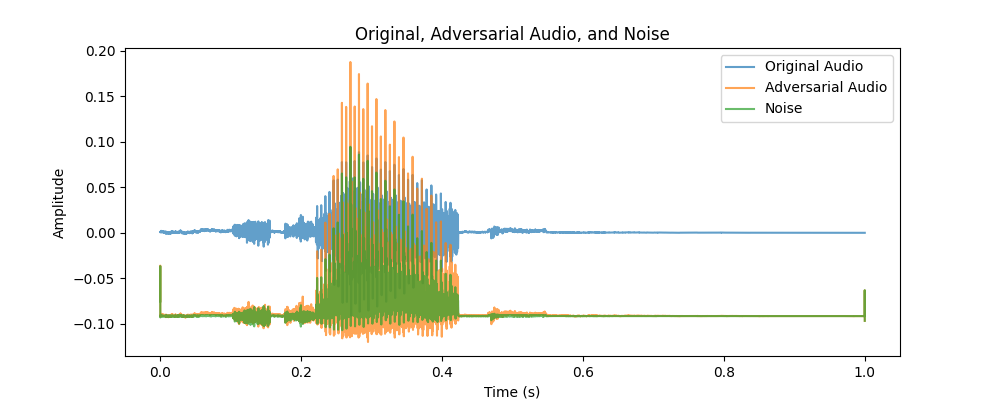 Original, Adversarial Audio, and Noise
Original Audio
Adversarial Audio
Noise
Amplitude
0.20
0.15
0.10
0.05
0.00
−0.05
−0.10
0.0
0.2
0.4
0.6
0.8
1.0
Time (s)